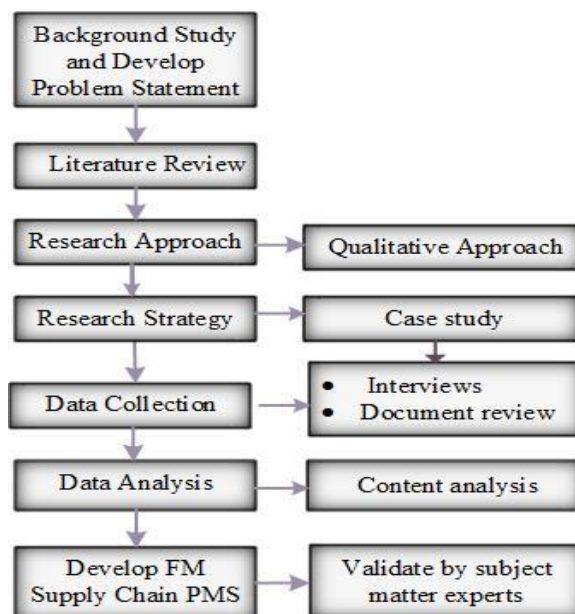 Background Study
and Develop
Problem Statement
Literature Review
Research Approach
Qualitative Approach
Research Strategy
Case study
Data Collection
• Interviews
• Document review
Data Analysis
Content analysis
Develop FM
Supply Chain PMS
Validate by subject
matter experts